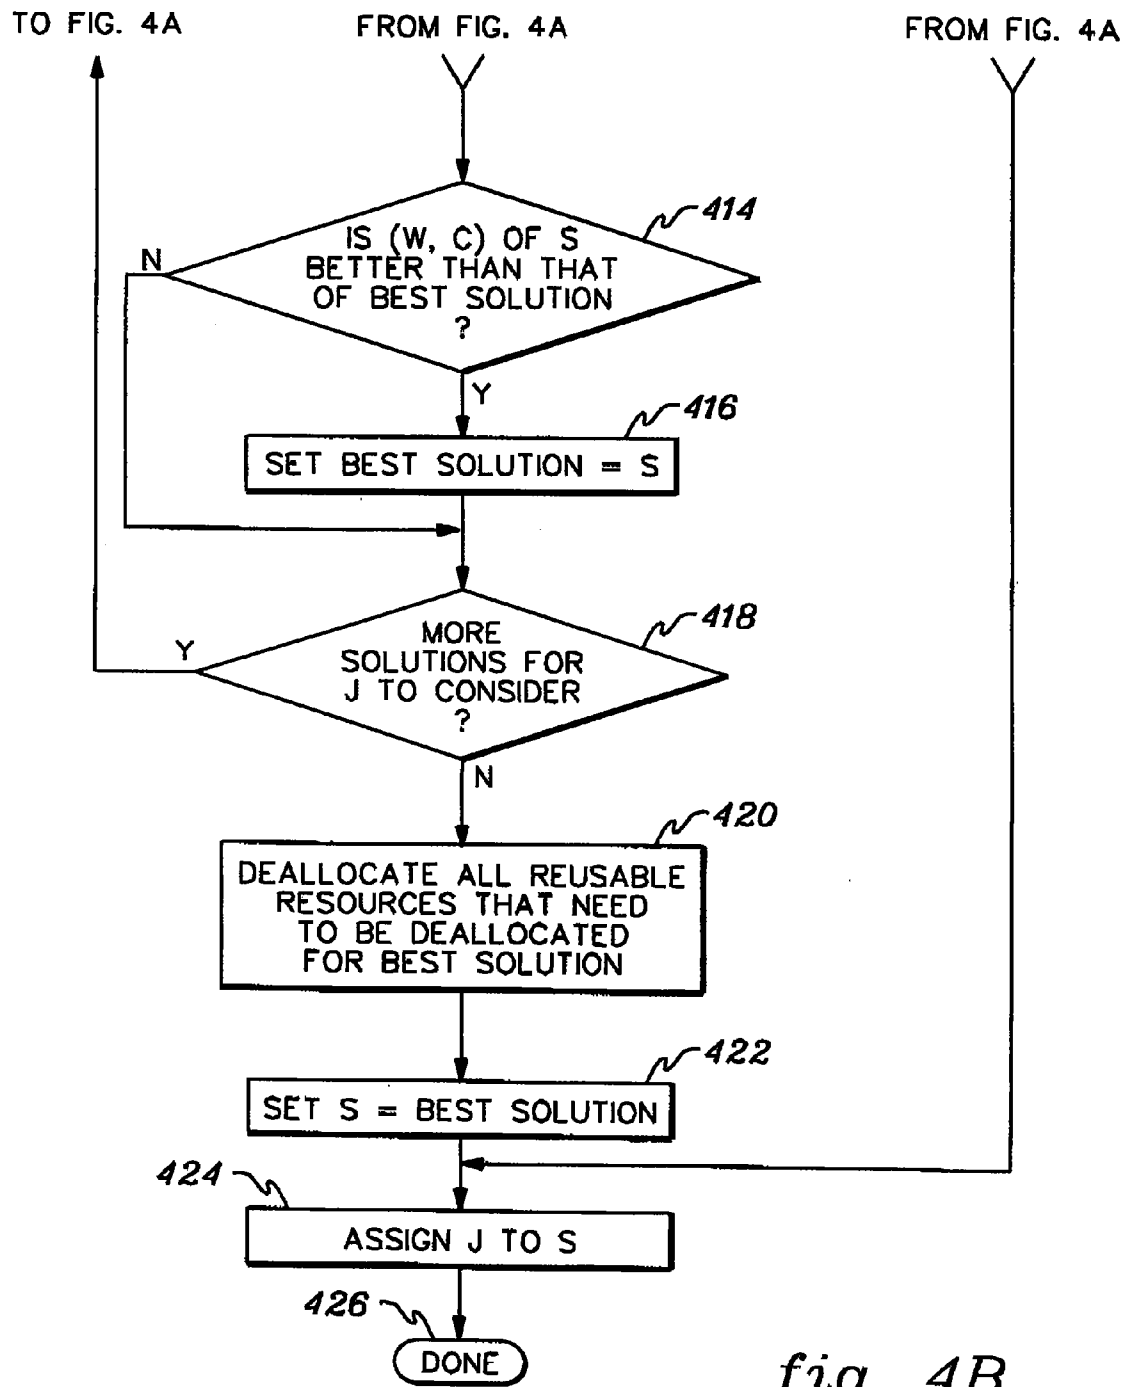 TO FIG. 4A
FROM FIG. 4A
FROM FIG. 4A
414
IS (W, C) OF S
BETTER THAN THAT
OF BEST SOLUTION
?
N
Y
416
SET BEST SOLUTION = S
418
MORE
SOLUTIONS FOR
J TO CONSIDER
?
Y
N
420
DEALLOCATE ALL REUSABLE
RESOURCES THAT NEED
TO BE DEALLOCATED
FOR BEST SOLUTION
422
SET S = BEST SOLUTION
424
ASSIGN J TO S
426
DONE
fig. 4B